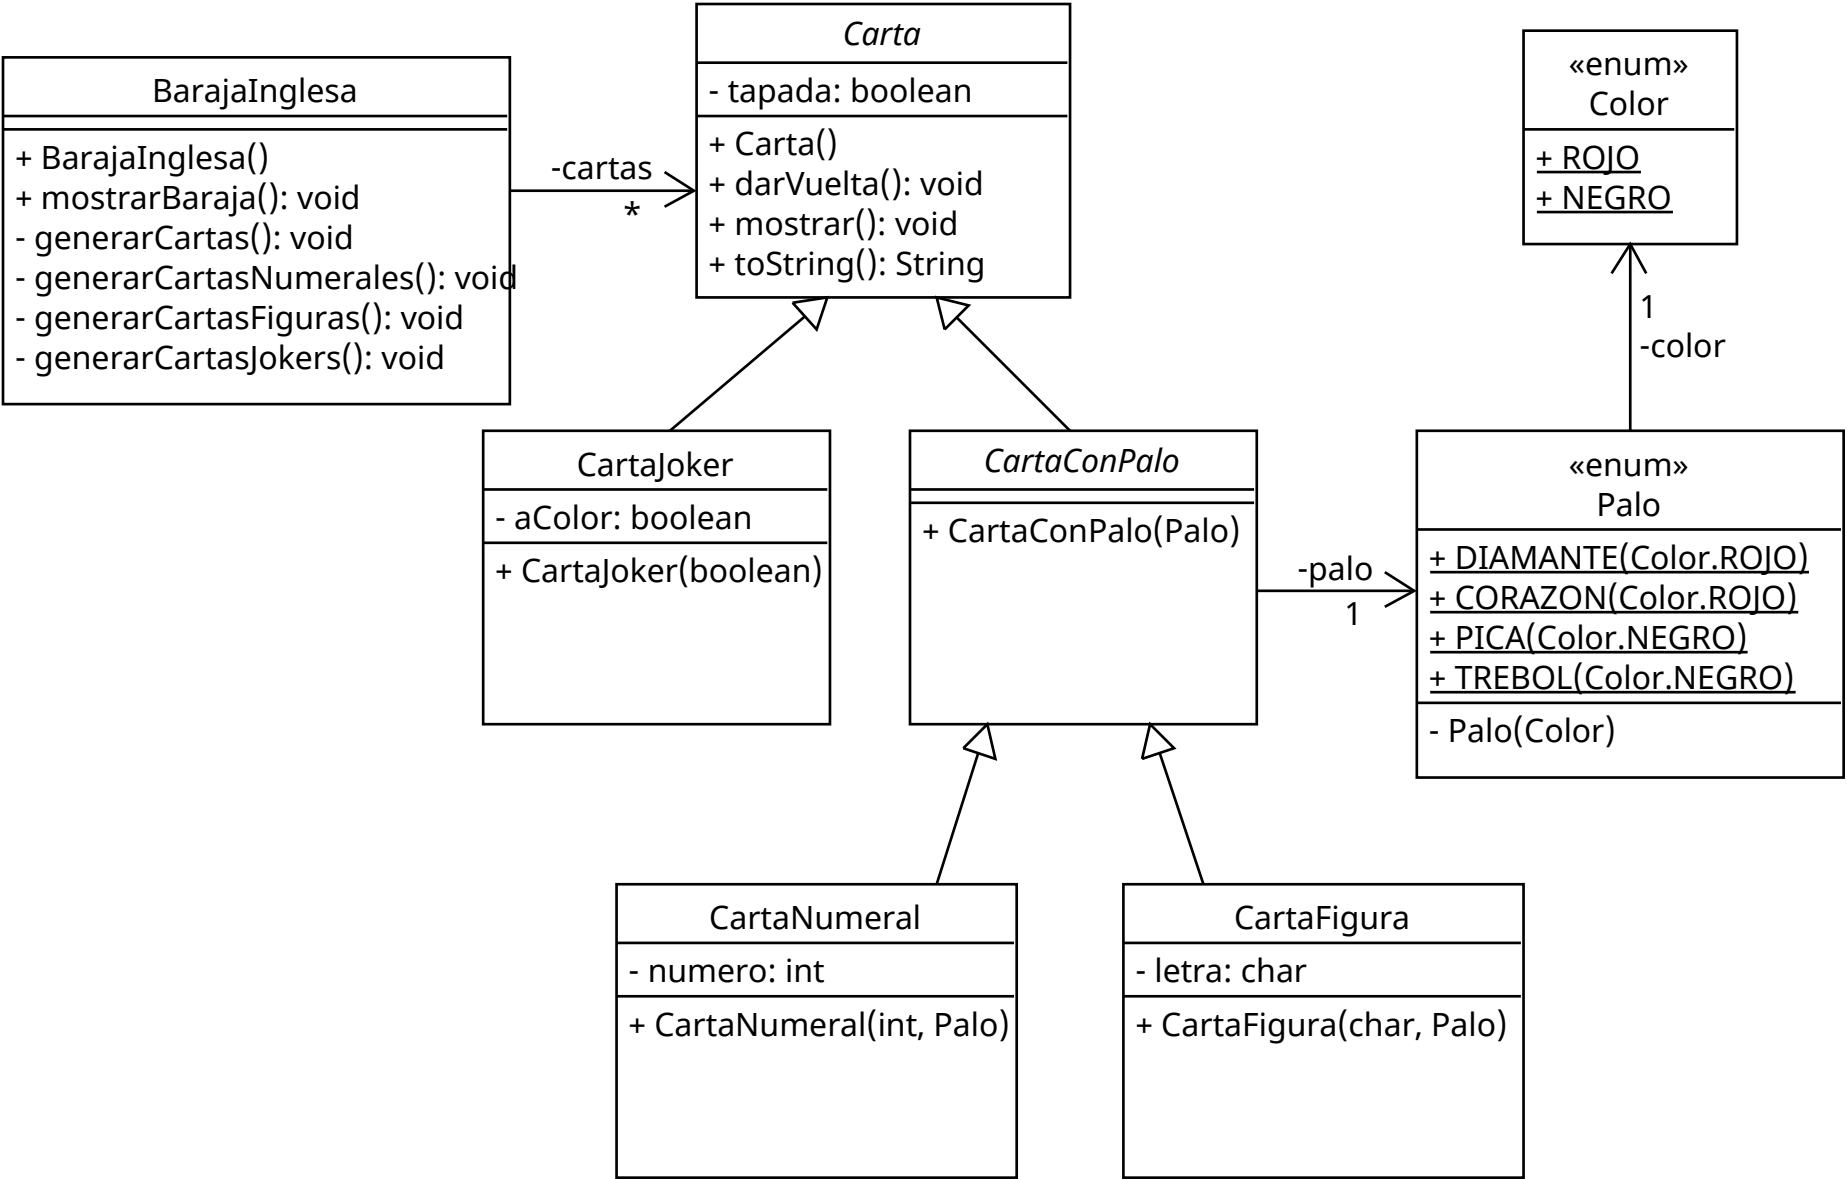 BarajaInglesa
+ BarajaInglesa()
+ mostrarBaraja(): void
- generarCartas(): void
- generarCartasNumerales(): void
- generarCartasFiguras(): void
- generarCartasJokers(): void
-cartas
*
Carta
- tapada: boolean
+ Carta()
+ darVuelta(): void
+ mostrar(): void
+ toString(): String
«enum»
Color
+ ROJO
+ NEGRO
1
-color
CartaJoker
- aColor: boolean
+ CartaJoker(boolean)
CartaConPalo
+ CartaConPalo(Palo)
-palo
1
«enum»
Palo
+ DIAMANTE(Color.ROJO)
+ CORAZON(Color.ROJO)
+ PICA(Color.NEGRO)
+ TREBOL(Color.NEGRO)
- Palo(Color)
CartaNumeral
- numero: int
+ CartaNumeral(int, Palo)
CartaFigura
- letra: char
+ CartaFigura(char, Palo)